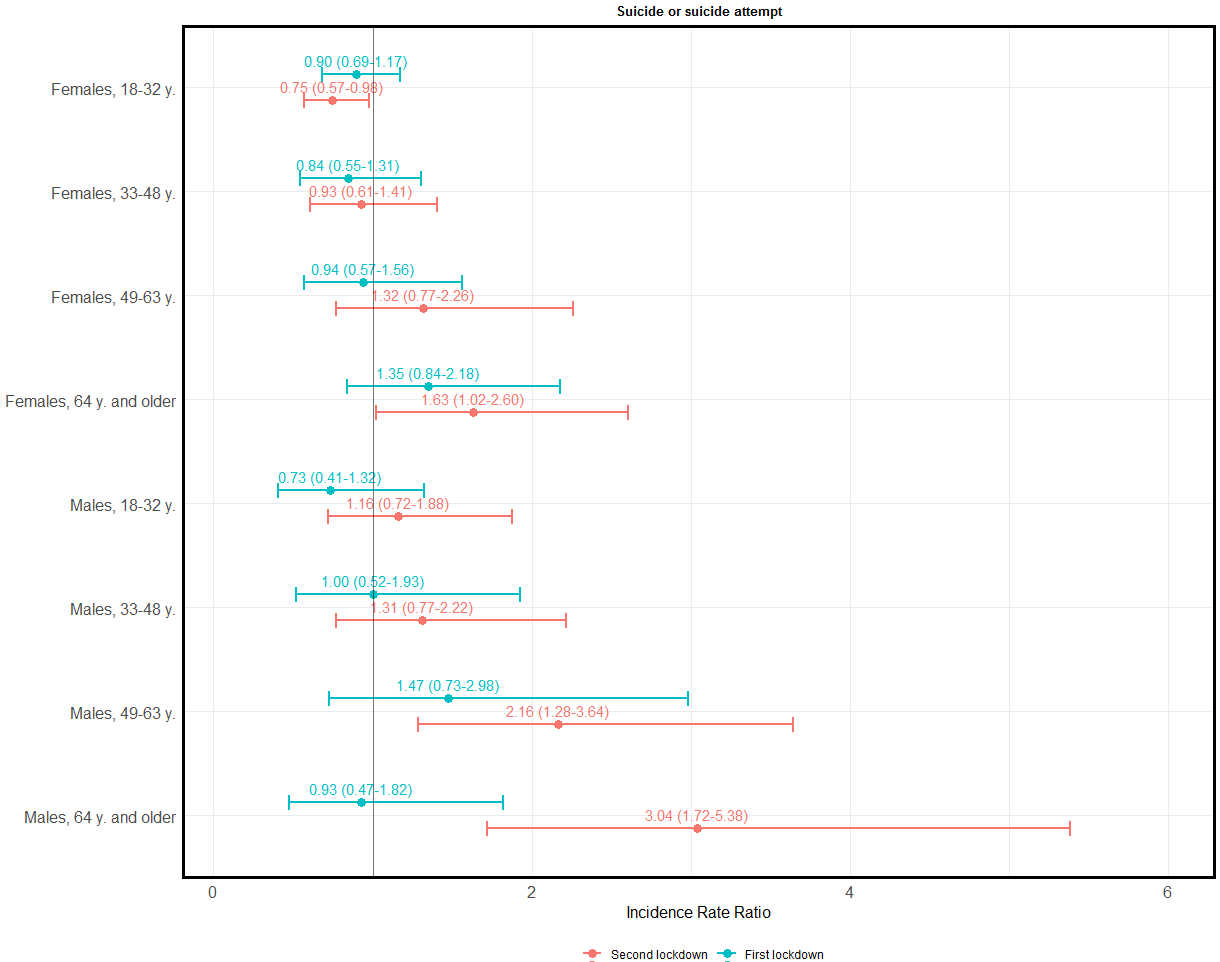 Suicide or suicide attempt
0.90 (0.69-1.17)
Females, 18-32 y.
0.75 (0.57-0.98)
0.84 (0.55-1.31)
Females, 33-48 y.
0.93 (0.61-1.41)
0.94 (0.57-1.56)
Females, 49-63 y.
1.32 (0.77-2.26)
1.35 (0.84-2.18)
Females, 64 y. and older
1.63 (1.02-2.60)
0.73 (0.41-1.32)
Males, 18-32 y.
1.16 (0.72-1.88)
1.00 (0.52-1.93)
Males, 33-48 y.
1.31 (0.77-2.22)
1.47 (0.73-2.98)
Males, 49-63 y.
2.16 (1.28-3.64)
0.93 (0.47-1.82)
Males, 64 y. and older
3.04 (1.72-5.38)
0 2 4 6
Incidence Rate Ratio
Second lockdown First lockdown